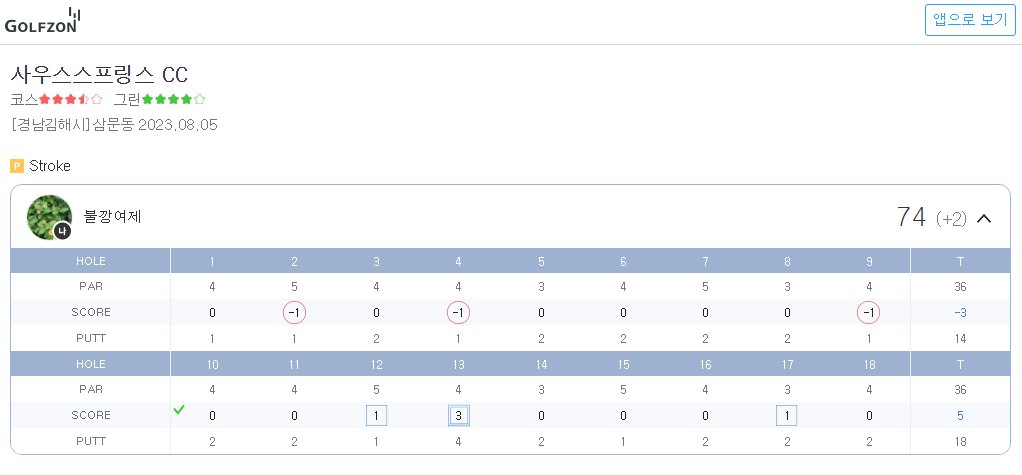 GOLFZON
앱으로 보기
사우스스프링스 CC
코스 그린
[경남김해시] 삼문동 2023.08.05
P Stroke
나 불깡여제 74 (+2)
HOLE 1 2 3 4 5 6 7 8 9 T
PAR 4 5 4 4 3 4 5 3 4 36
SCORE 0 -1 0 -1 0 0 0 0 -1 -3
PUTT 1 1 2 1 2 2 2 2 1 14
HOLE 10 11 12 13 14 15 16 17 18 T
PAR 4 4 5 4 3 5 4 3 4 36
SCORE 0 0 1 3 0 0 0 1 0 5
PUTT 2 2 1 4 2 1 2 2 2 18